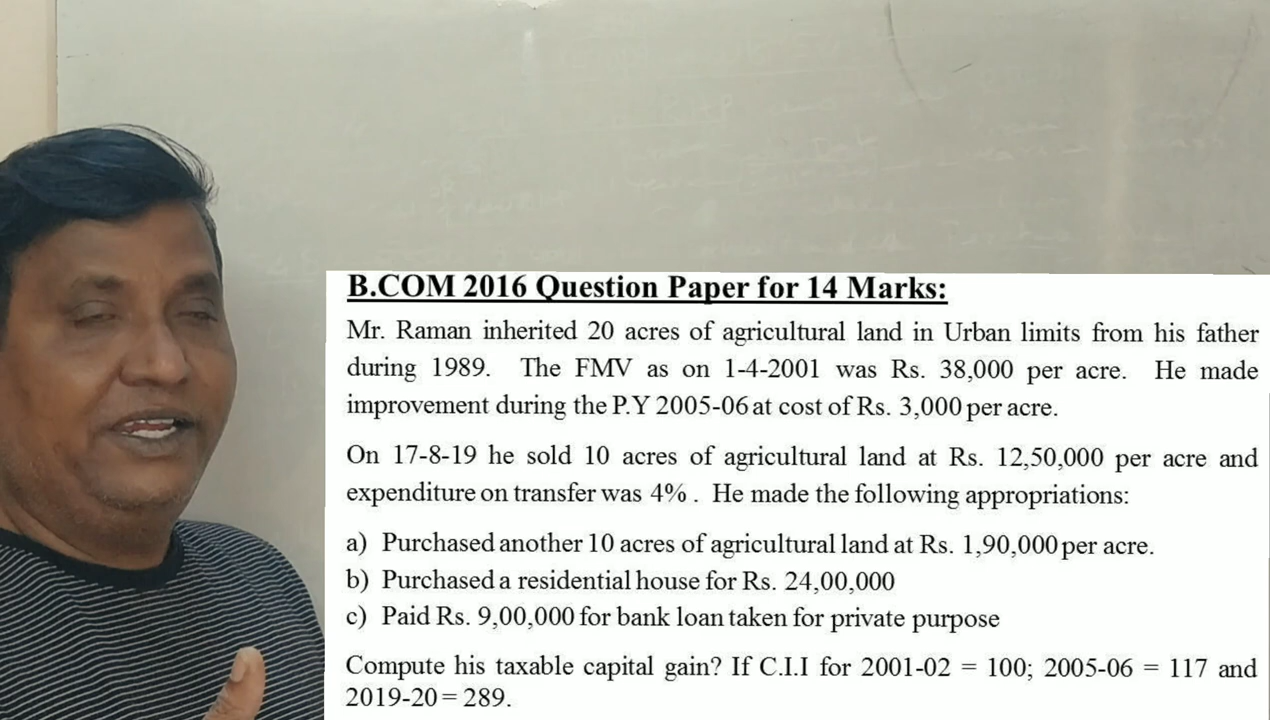 B.COM 2016 Question Paper for 14 Marks:
Mr. Raman inherited 20 acres of agricultural land in Urban limits from his father
during 1989. The FMV as on 1-4-2001 was Rs. 38,000 per acre. He made
improvement during the P.Y 2005-06 at cost of Rs. 3,000 per acre.
On 17-8-19 he sold 10 acres of agricultural land at Rs. 12,50,000 per acre and
expenditure on transfer was 4% . He made the following appropriations:
a) Purchased another 10 acres of agricultural land at Rs. 1,90,000 per acre.
b) Purchased a residential house for Rs. 24,00,000
c) Paid Rs. 9,00,000 for bank loan taken for private purpose
Compute his taxable capital gain? If C.I.I for 2001-02 = 100; 2005-06 = 117 and
2019-20 = 289.